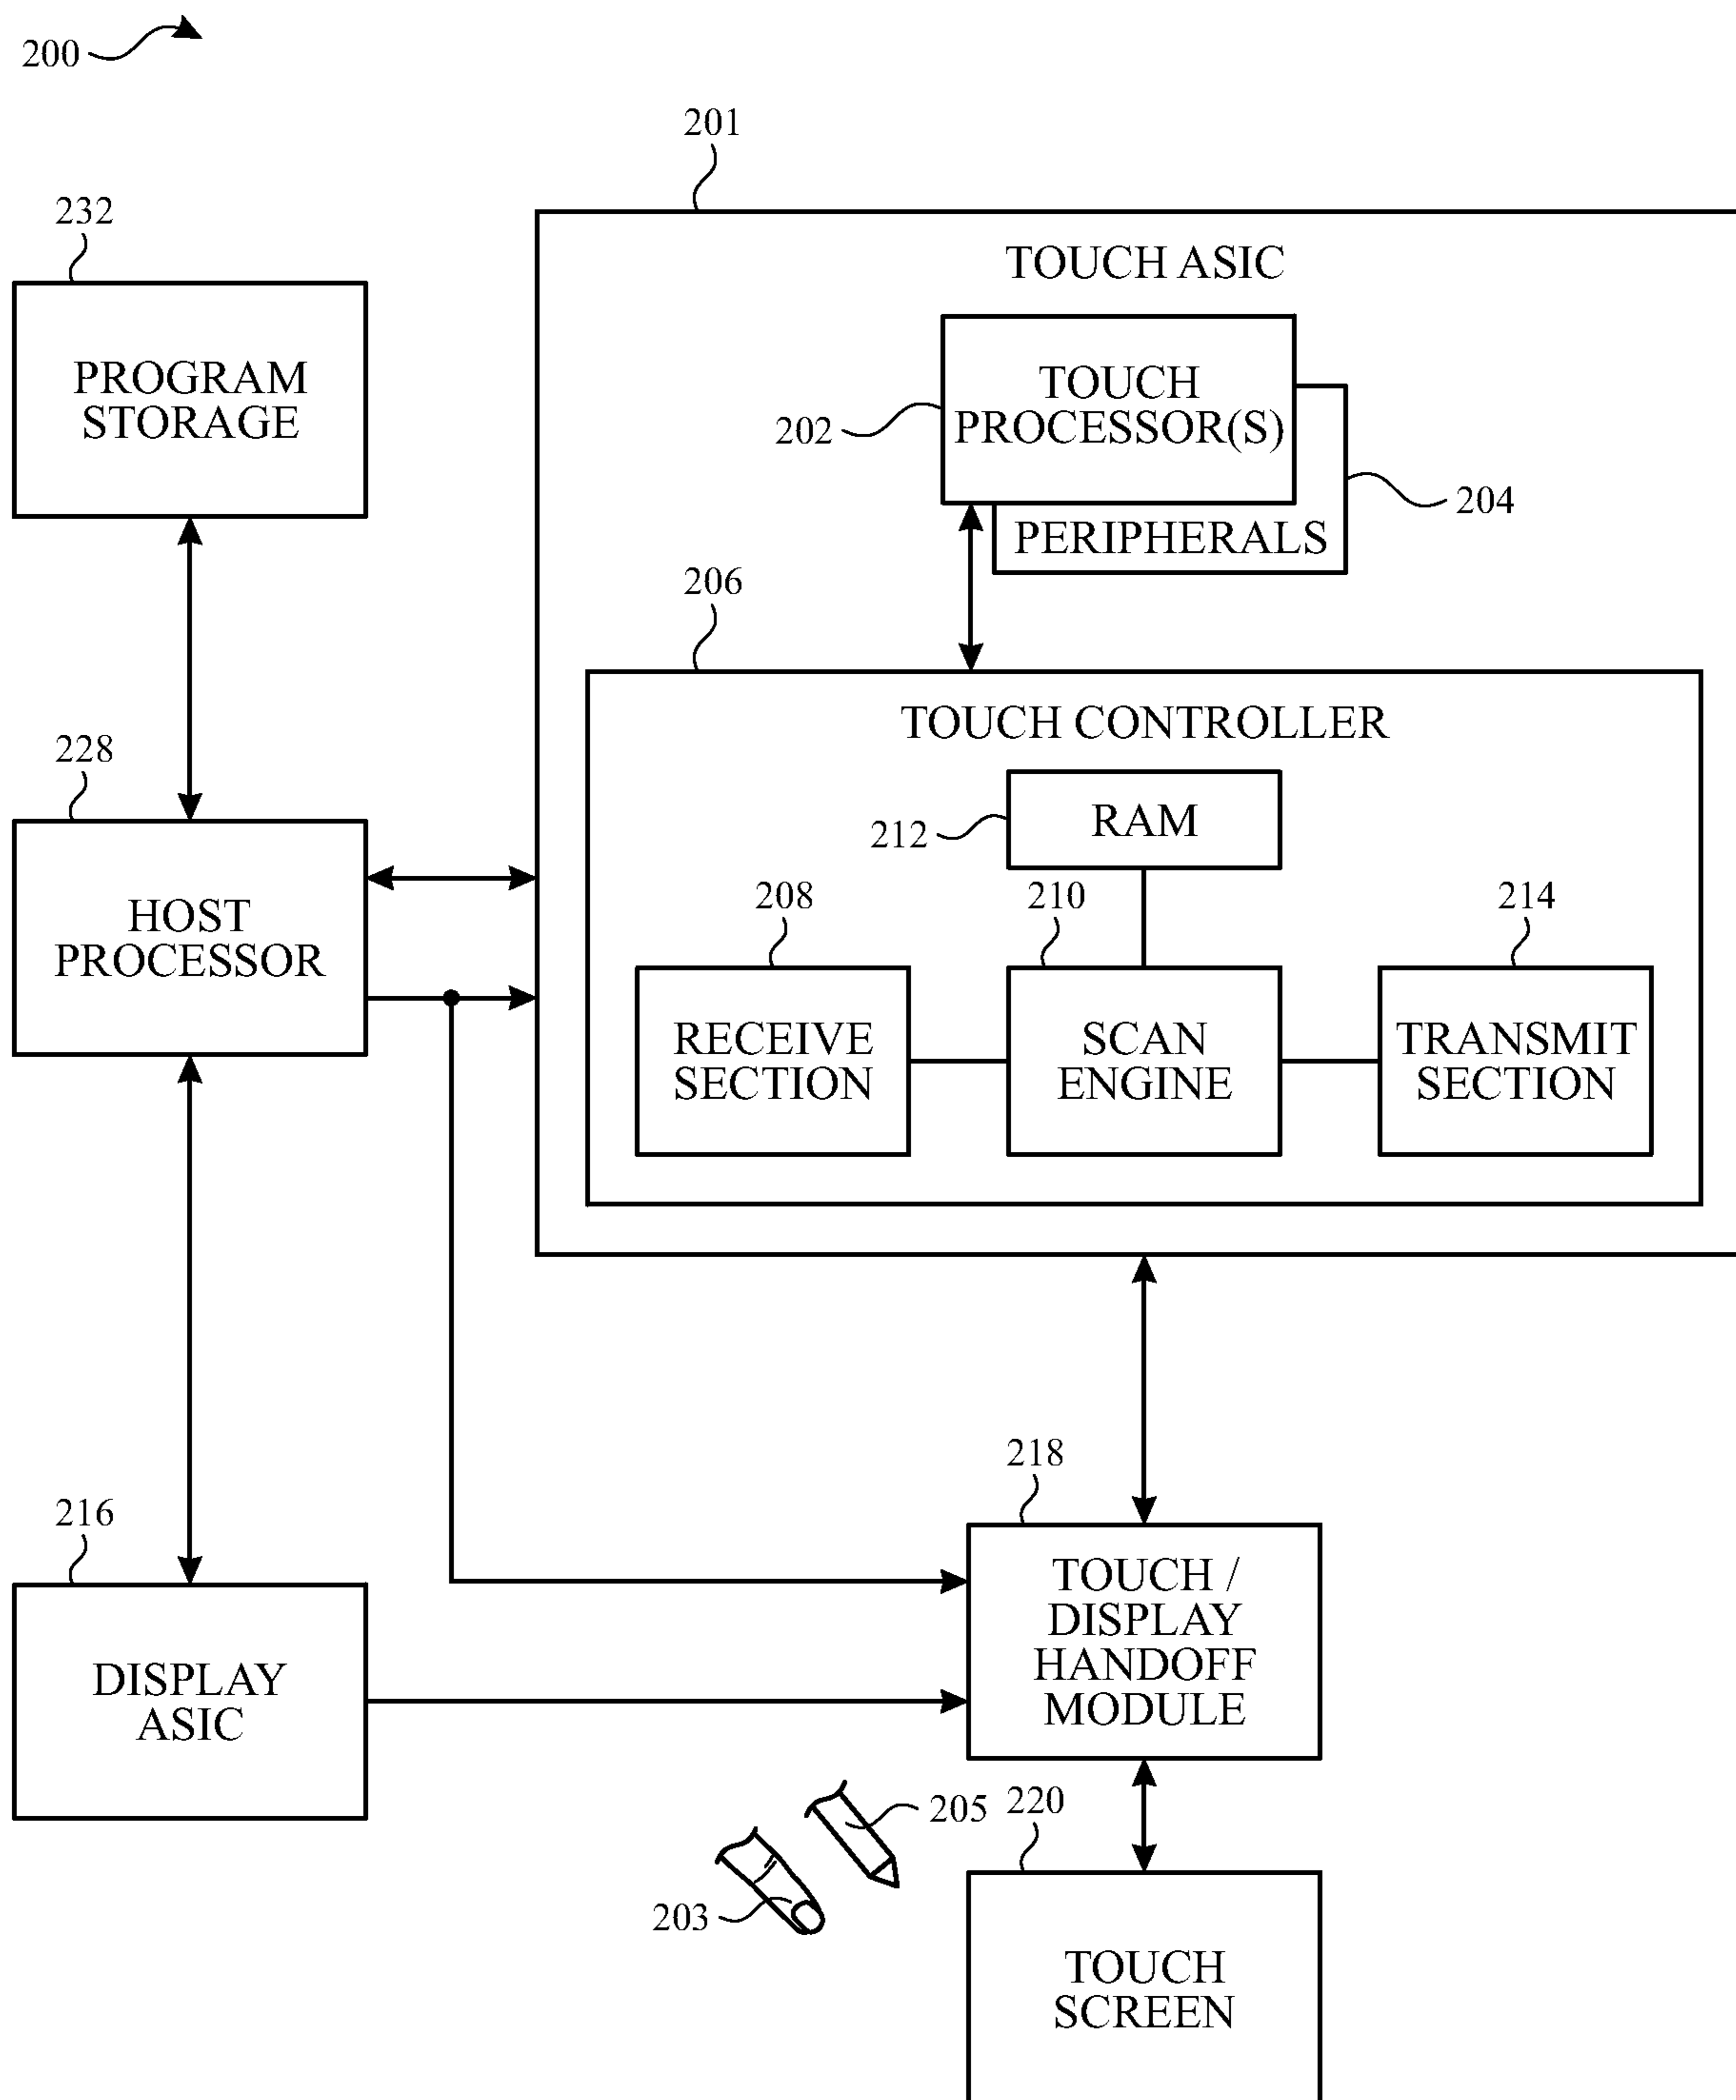 200
201
232
TOUCH ASIC
PROGRAM
STORAGE
TOUCH
PROCESSOR(S)
202
204
PERIPHERALS
206
TOUCH CONTROLLER
228
RAM
212
HOST
PROCESSOR
208
210
214
RECEIVE
SECTION
SCAN
ENGINE
TRANSMIT
SECTION
218
216
TOUCH /
DISPLAY
HANDOFF
MODULE
DISPLAY
ASIC
205
220
203
TOUCH
SCREEN